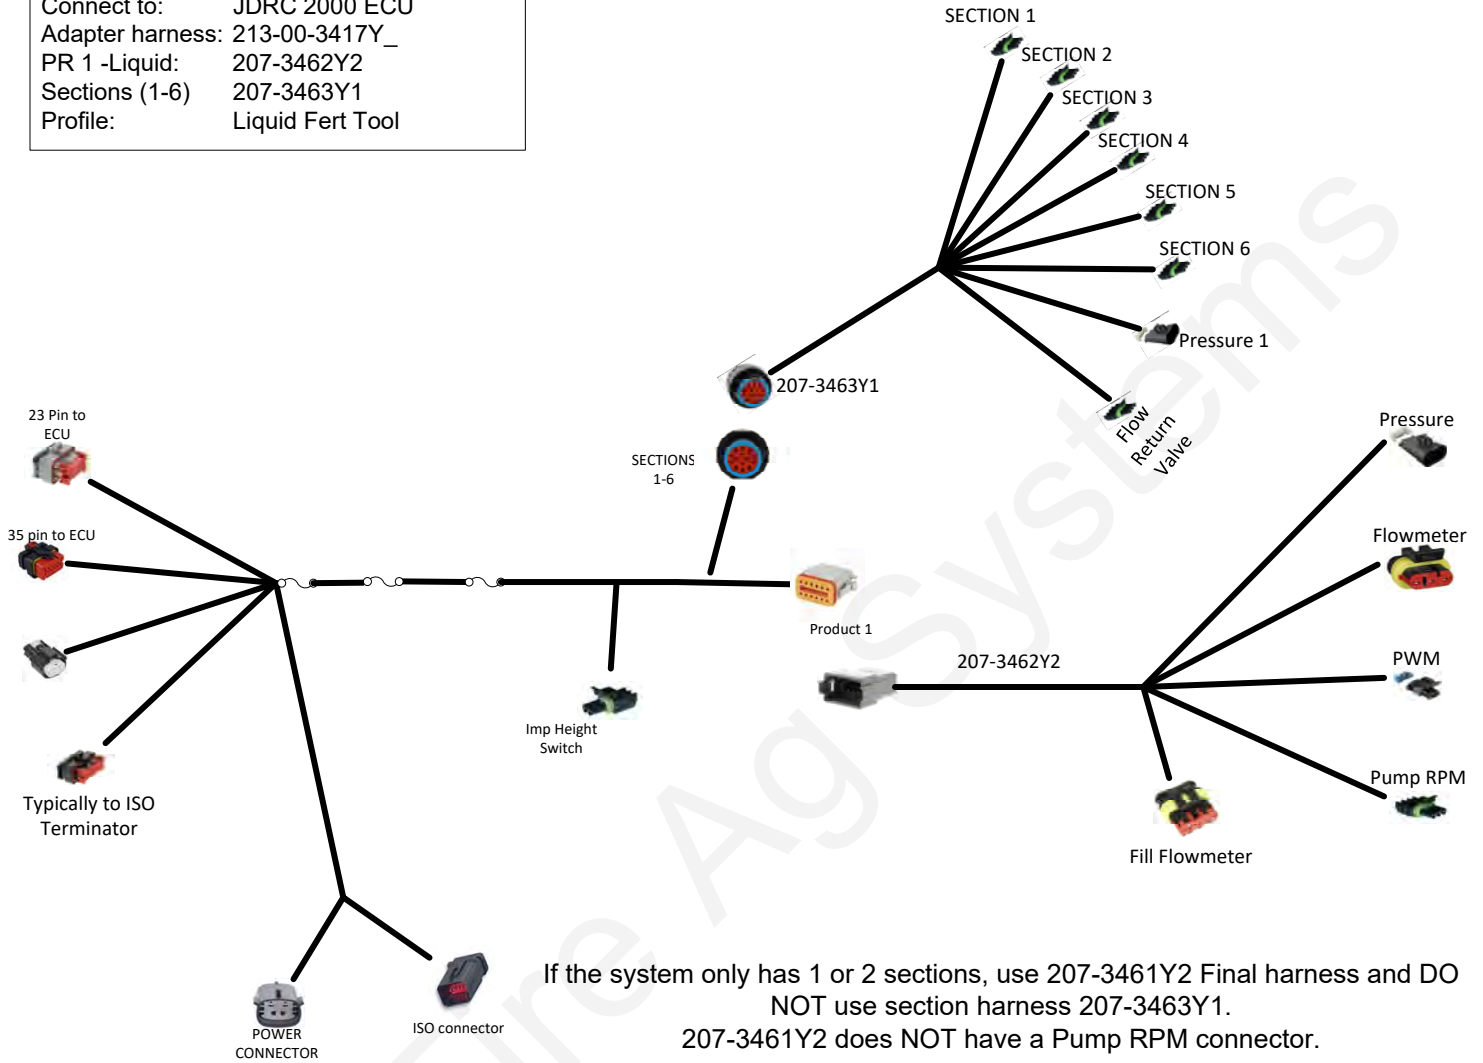 Connect to: JDRC 2000 ECU
Adapter harness: 213-00-3417Y_
PR 1 -Liquid: 207-3462Y2
Sections (1-6) 207-3463Y1
Profile: Liquid Fert Tool
SECTION 1
SECTION 2
SECTION 3
SECTION 4
SECTION 5
SECTION 6
Pressure 1
Flow
Return
Valve
207-3463Y1
SECTIONS
1-6
23 Pin to
ECU
35 pin to ECU
Typically to ISO
Terminator
Imp Height
Switch
Product 1
207-3462Y2
Pressure
Flowmeter
PWM
Pump RPM
Fill Flowmeter
POWER
CONNECTOR
ISO connector
If the system only has 1 or 2 sections, use 207-3461Y2 Final harness and DO
NOT use section harness 207-3463Y1.
207-3461Y2 does NOT have a Pump RPM connector.
Fire Ag Systems